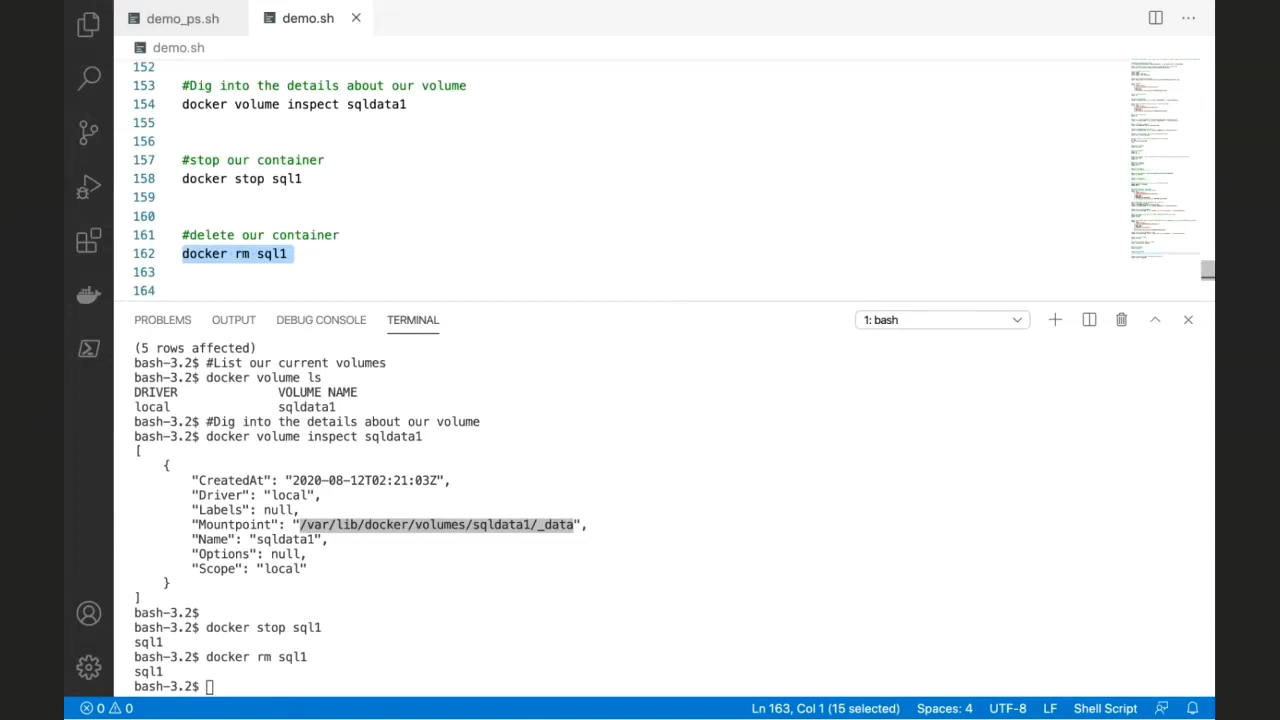 demo_ps.sh
demo.sh
demo.sh
152
153 #Dig into the details about our volume
154 docker volume inspect sqldata1
155
156
157 #stop our container
158 docker stop sql1
159
160
161 #delete our container
162 docker rm sql1
163
164
PROBLEMS OUTPUT DEBUG CONSOLE TERMINAL 1: bash
(5 rows affected)
bash-3.2$ #List our current volumes
bash-3.2$ docker volume ls
DRIVER VOLUME NAME
local sqldata1
bash-3.2$ #Dig into the details about our volume
bash-3.2$ docker volume inspect sqldata1
[
{
"CreatedAt": "2020-08-12T02:21:03Z",
"Driver": "local",
"Labels": null,
"Mountpoint": "/var/lib/docker/volumes/sqldata1/_data",
"Name": "sqldata1",
"Options": null,
"Scope": "local"
}
]
bash-3.2$
bash-3.2$ docker stop sql1
sql1
bash-3.2$ docker rm sql1
sql1
bash-3.2$
0 0 Ln 163, Col 1 (15 selected) Spaces: 4 UTF-8 LF Shell Script